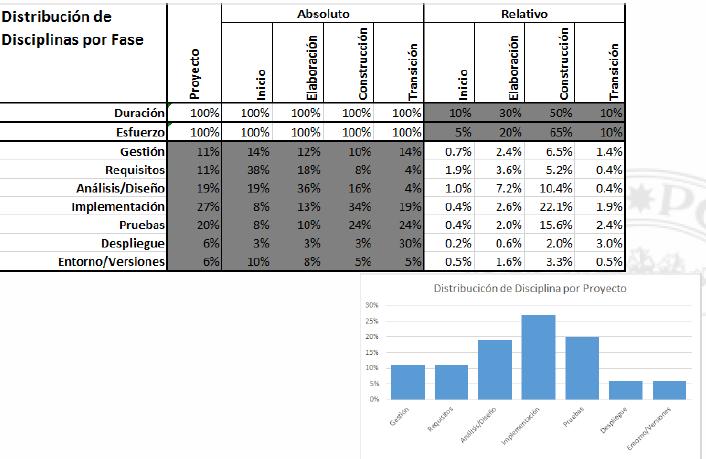 Distribución de
Disciplinas por Fase
Proyecto
Absoluto
Relativo
Inicio
Elaboración
Construcción
Transición
Inicio
Elaboración
Construcción
Transición
Duración 100% 100% 100% 100% 100% 10% 30% 50% 10%
Esfuerzo 100% 100% 100% 100% 100% 5% 20% 65% 10%
Gestión 11% 14% 12% 10% 14% 0.7% 2.4% 6.5% 1.4%
Requisitos 11% 38% 18% 8% 4% 1.9% 3.6% 5.2% 0.4%
Análisis/Diseño 19% 19% 36% 16% 4% 1.0% 7.2% 10.4% 0.4%
Implementación 27% 8% 13% 34% 19% 0.4% 2.6% 22.1% 1.9%
Pruebas 20% 8% 10% 24% 24% 0.4% 2.0% 15.6% 2.4%
Despliegue 6% 3% 3% 3% 30% 0.2% 0.6% 2.0% 3.0%
Entorno/Versiones 6% 10% 8% 5% 5% 0.5% 1.6% 3.3% 0.5%
Distribucicón de Disciplina por Proyecto
30%
25%
20%
15%
10%
5%
0%
Gestión
Requisitos
Análisis/Diseño
Implementación
Pruebas
Despliegue
Entorno/Versiones